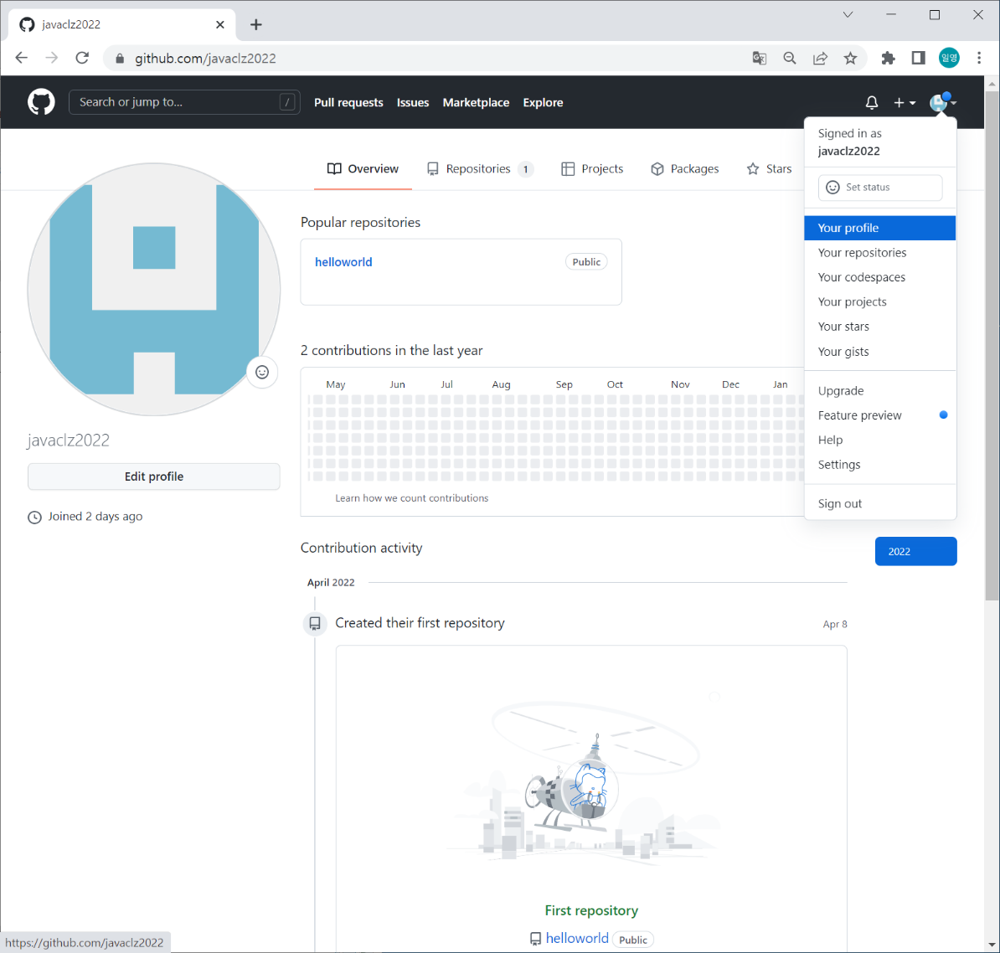 javaclz2022
github.com/javaclz2022
일영
Search or jump to... /
Pull requests Issues Marketplace Explore
Signed in as
javaclz2022
Set status
Your profile
Your repositories
Your codespaces
Your projects
Your stars
Your gists
Upgrade
Feature preview
Help
Settings
Sign out
Overview Repositories 1 Projects Packages Stars
javaclz2022
Edit profile
Joined 2 days ago
Popular repositories
helloworld Public
2 contributions in the last year
May Jun Jul Aug Sep Oct Nov Dec Jan
Learn how we count contributions
Contribution activity
2022
April 2022
Created their first repository Apr 8
First repository
helloworld Public
https://github.com/javaclz2022